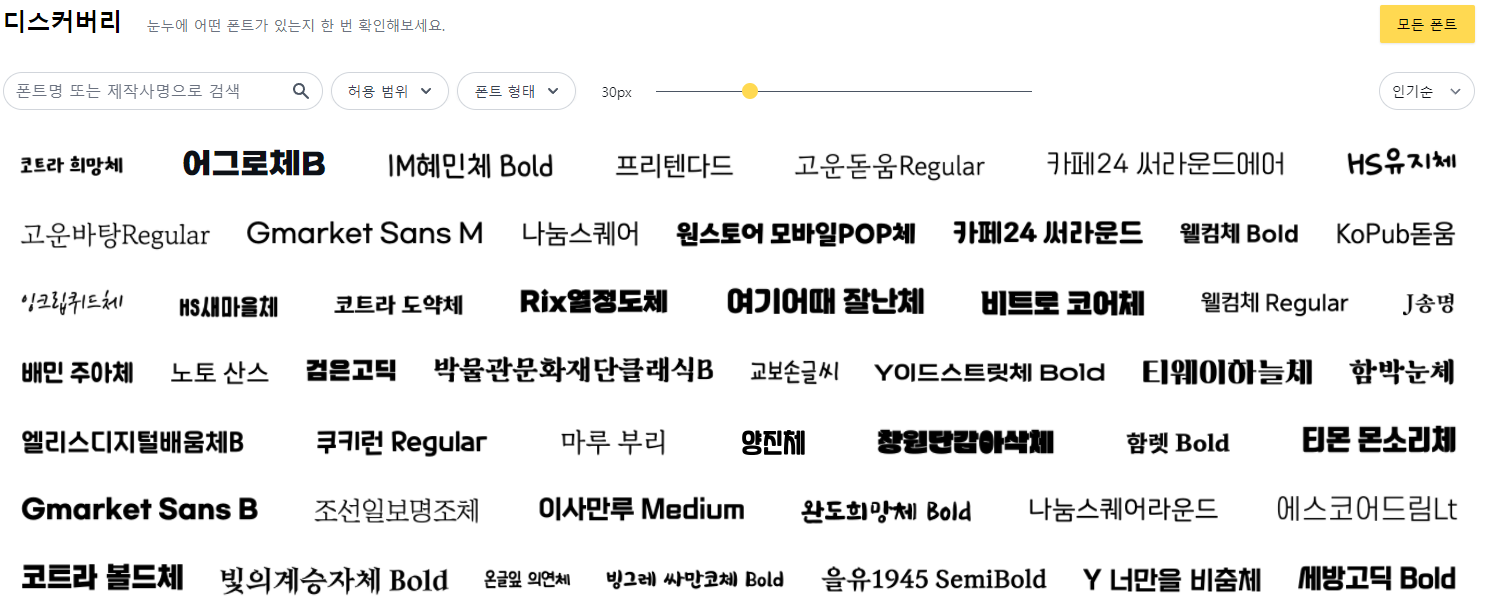 디스커버리 눈누에 어떤 폰트가 있는지 한 번 확인해보세요. 모든 폰트
폰트명 또는 제작사명으로 검색 허용 범위 폰트 형태 30px 인기순
코트라 희망체 어그로체B IM혜민체 Bold 프리텐다드 고운돋움Regular 카페24 써라운드에어 HS유지체
고운바탕Regular Gmarket Sans M 나눔스퀘어 원스토어 모바일POP체 카페24 써라운드 웰컴체 Bold KoPub돋움
잉크립퀴드체 HS새마을체 코트라 도약체 Rix열정도체 여기어때 잘난체 비트로 코어체 웰컴체 Regular J송명
배민 주아체 노토 산스 검은고딕 박물관문화재단클래식B 교보손글씨 Y이드스트릿체 Bold 티웨이하늘체 함박눈체
엘리스디지털배움체B 쿠키런 Regular 마루 부리 양진체 창원단감아삭체 함렛 Bold 티몬 몬소리체
Gmarket Sans B 조선일보명조체 이사만루 Medium 완도희망체 Bold 나눔스퀘어라운드 에스코어드림Lt
코트라 볼드체 빛의계승자체 Bold 온글잎 의연체 빙그레 싸만코체 Bold 을유1945 SemiBold Y 너만을 비춤체 세방고딕 Bold